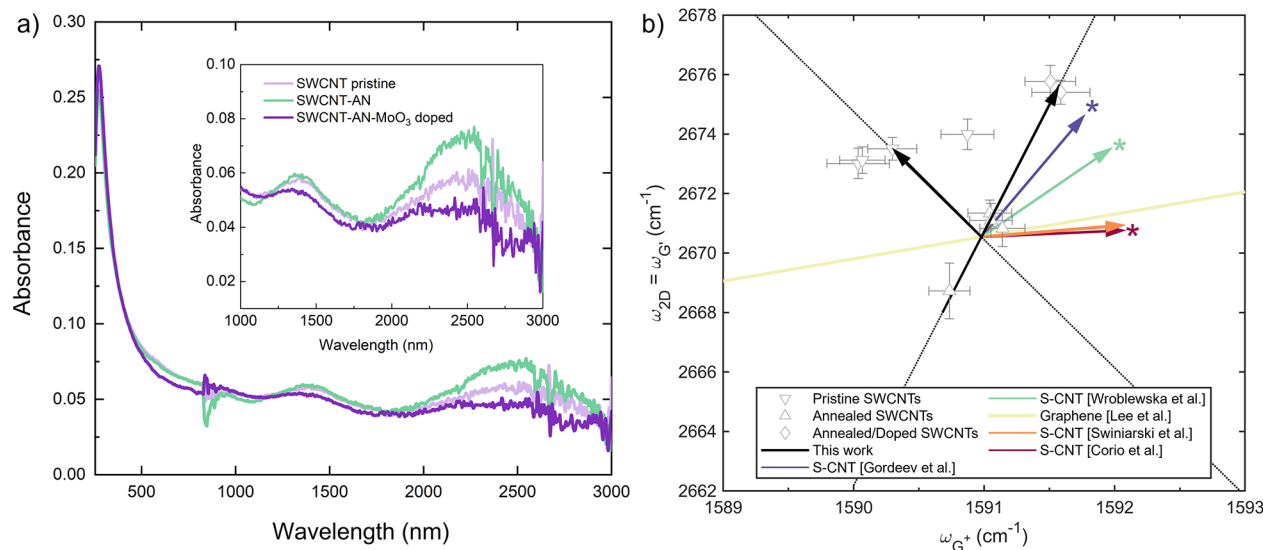 a)
Absorbance
0.30
0.25
0.20
0.15
0.10
0.05
0.00
500
1000
1500
2000
2500
3000
Wavelength (nm)
SWCNT pristine
SWCNT-AN
SWCNT-AN-MoO₃ doped
Absorbance
0.10
0.08
0.06
0.04
0.02
1000
1500
2000
2500
3000
Wavelength (nm)
b)
ω2D = ωG' (cm⁻¹)
2678
2676
2674
2672
2670
2668
2666
2664
2662
*
*
*
Pristine SWCNTs
Annealed SWCNTs
Annealed/Doped SWCNTs
This work
S-CNT [Gordeev et al.]
S-CNT [Wroblewska et al.]
Graphene [Lee et al.]
S-CNT [Swiniarski et al.]
S-CNT [Corio et al.]
1589
1590
1591
1592
1593
ωG⁺ (cm⁻¹)